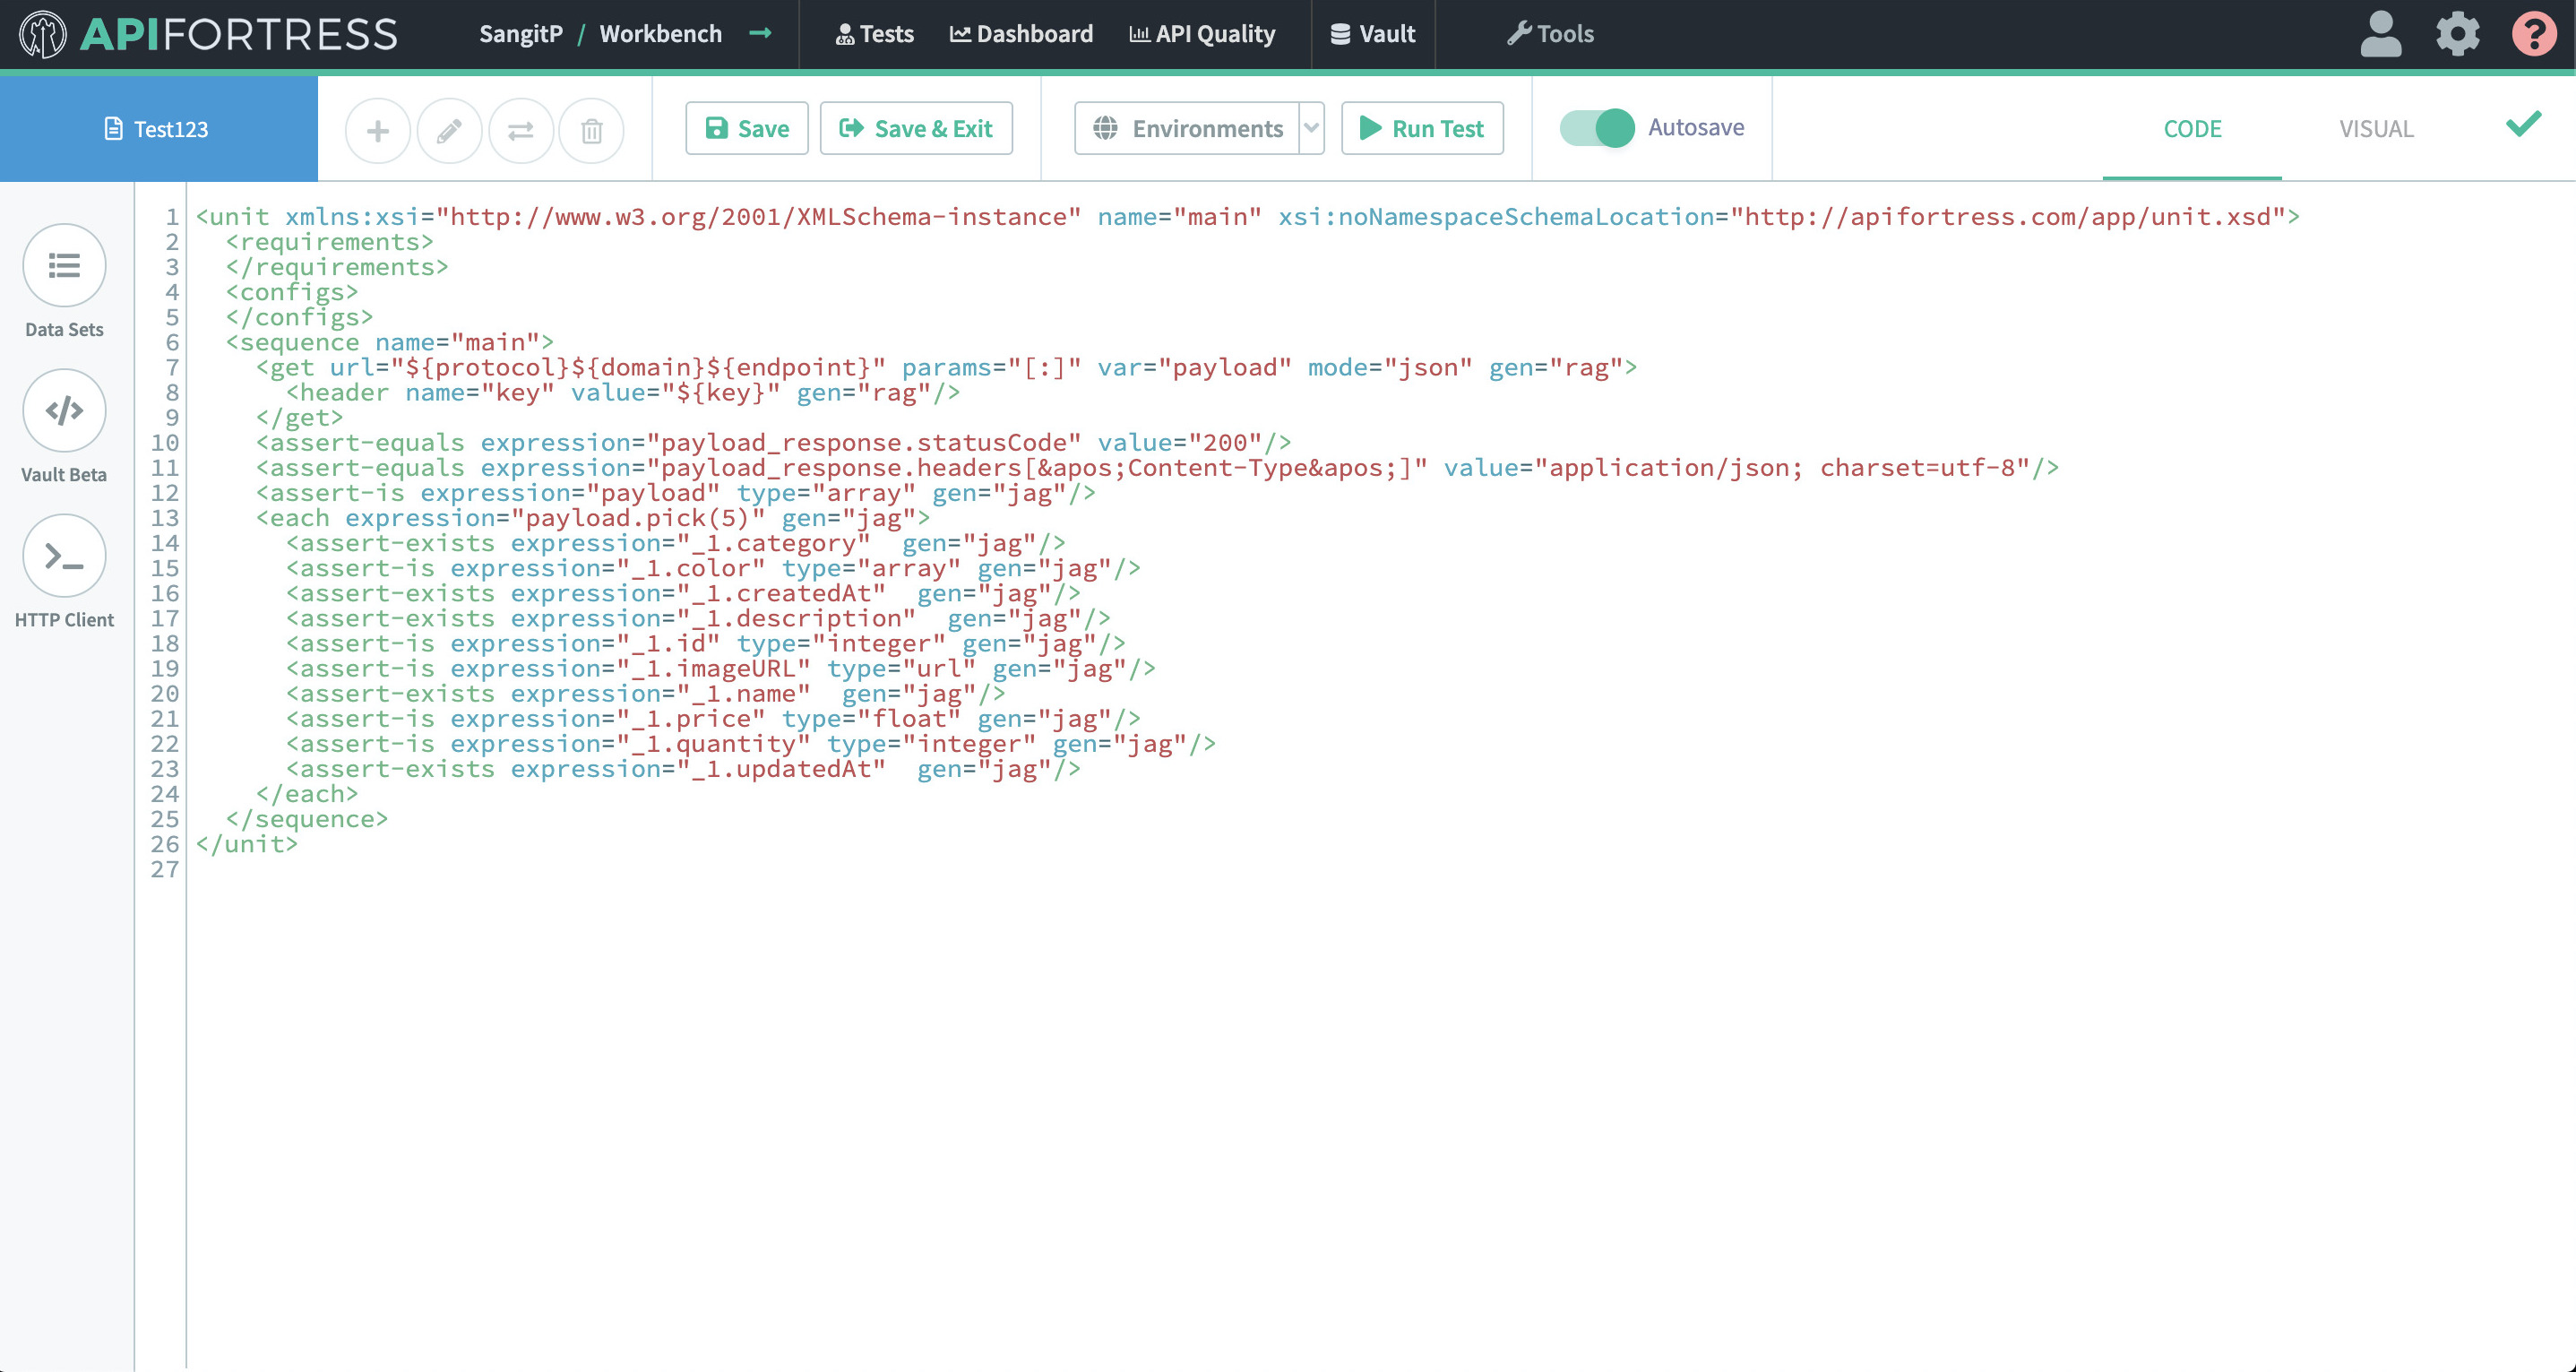 APIFORTRESS SangitP / Workbench Tests Dashboard API Quality Vault Tools ?
Test123 Save Save & Exit Environments Run Test Autosave CODE VISUAL
Data Sets
Vault Beta
HTTP Client
1 <unit xmlns:xsi="http://www.w3.org/2001/XMLSchema-instance" name="main" xsi:noNamespaceSchemaLocation="http://apifortress.com/app/unit.xsd">
2 <requirements>
3 </requirements>
4 <configs>
5 </configs>
6 <sequence name="main">
7 <get url="${protocol}${domain}${endpoint}" params="[:]" var="payload" mode="json" gen="rag">
8 <header name="key" value="${key}" gen="rag"/>
9 </get>
10 <assert-equals expression="payload_response.statusCode" value="200"/>
11 <assert-equals expression="payload_response.headers[&apos;Content-Type&apos;]" value="application/json; charset=utf-8"/>
12 <assert-is expression="payload" type="array" gen="jag"/>
13 <each expression="payload.pick(5)" gen="jag">
14 <assert-exists expression="_1.category"  gen="jag"/>
15 <assert-is expression="_1.color" type="array" gen="jag"/>
16 <assert-exists expression="_1.createdAt"  gen="jag"/>
17 <assert-exists expression="_1.description"  gen="jag"/>
18 <assert-is expression="_1.id" type="integer" gen="jag"/>
19 <assert-is expression="_1.imageURL" type="url" gen="jag"/>
20 <assert-exists expression="_1.name"  gen="jag"/>
21 <assert-is expression="_1.price" type="float" gen="jag"/>
22 <assert-is expression="_1.quantity" type="integer" gen="jag"/>
23 <assert-exists expression="_1.updatedAt"  gen="jag"/>
24 </each>
25 </sequence>
26 </unit>
27